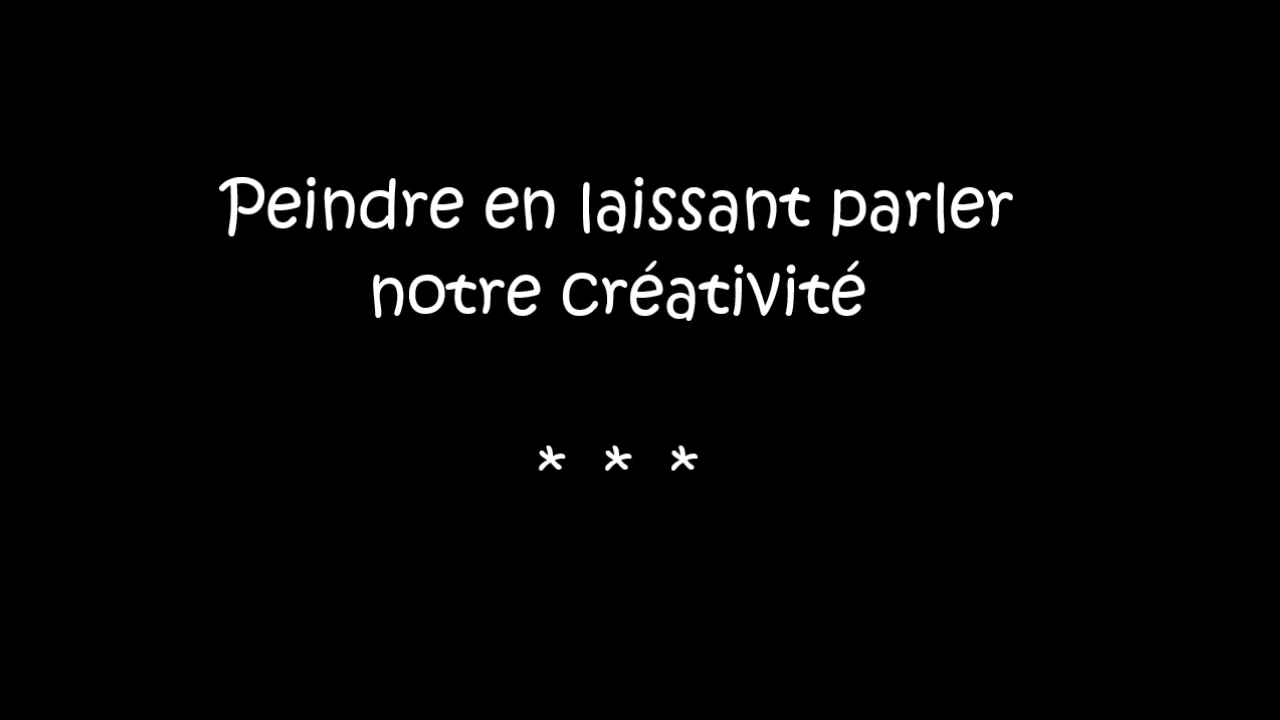 Peindre en laissant parler
notre créativité
* * *